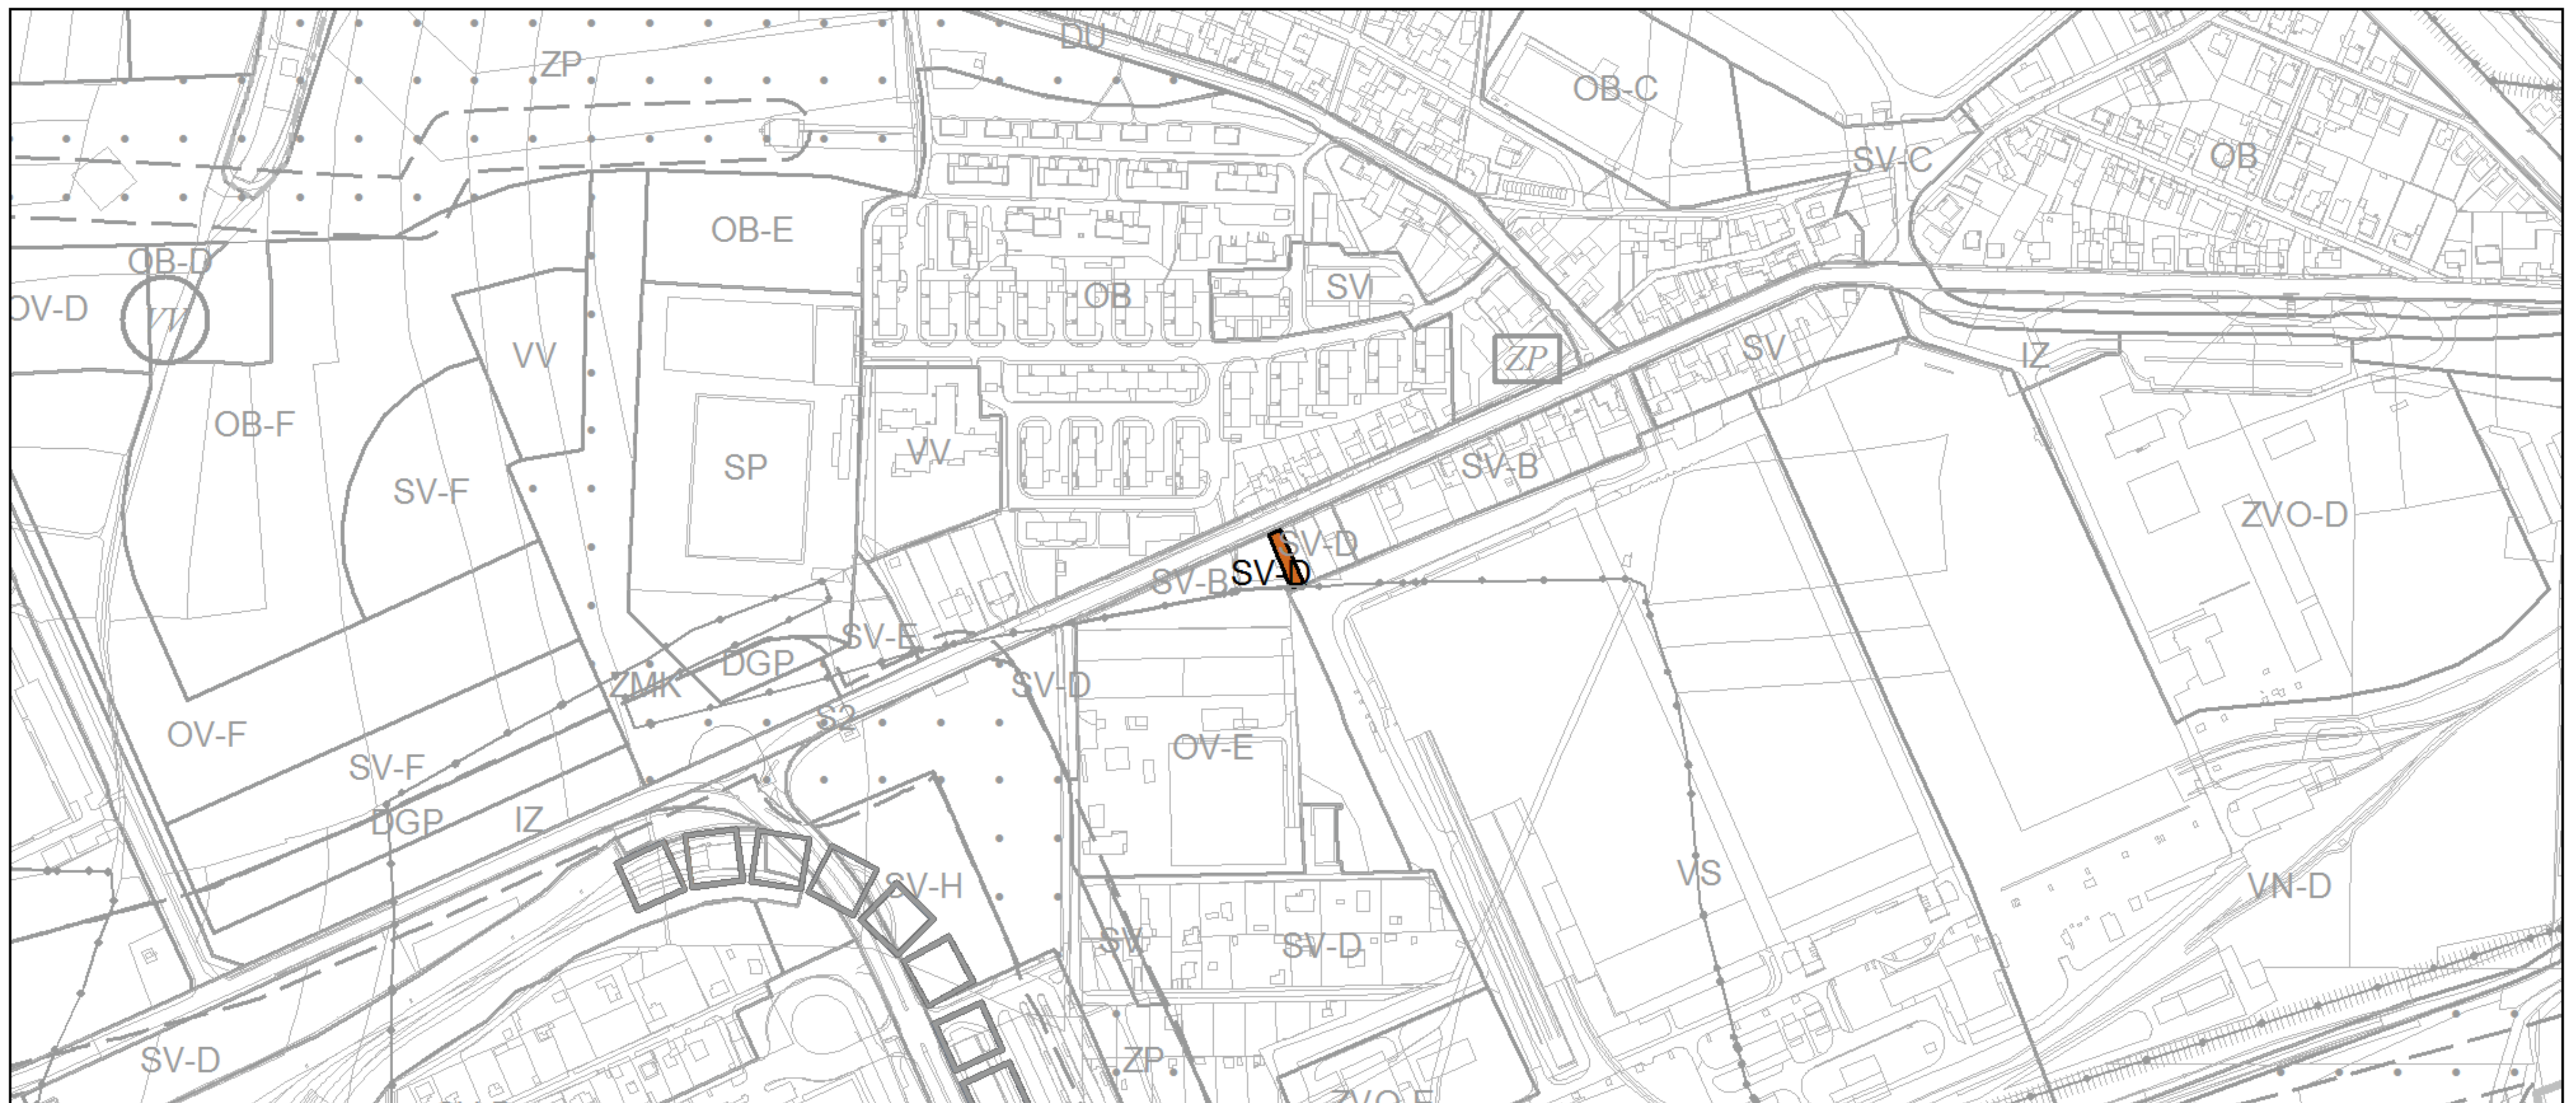 DU
ZP
OB-C
SV-C
OB
OB-E
OB-D
OV-D
VV
SV
OB
VV
ZP
SV
IZ
OB-F
SP
VV
SV-B
SV-F
ZVO-D
SV-D
SV-D
SV-B
SV-E
DGP
ZMK
SV-D
S2
OV-F
OV-E
SV-F
DGP
IZ
VS
SV-H
VN-D
SV
SV-D
SV-D
ZP